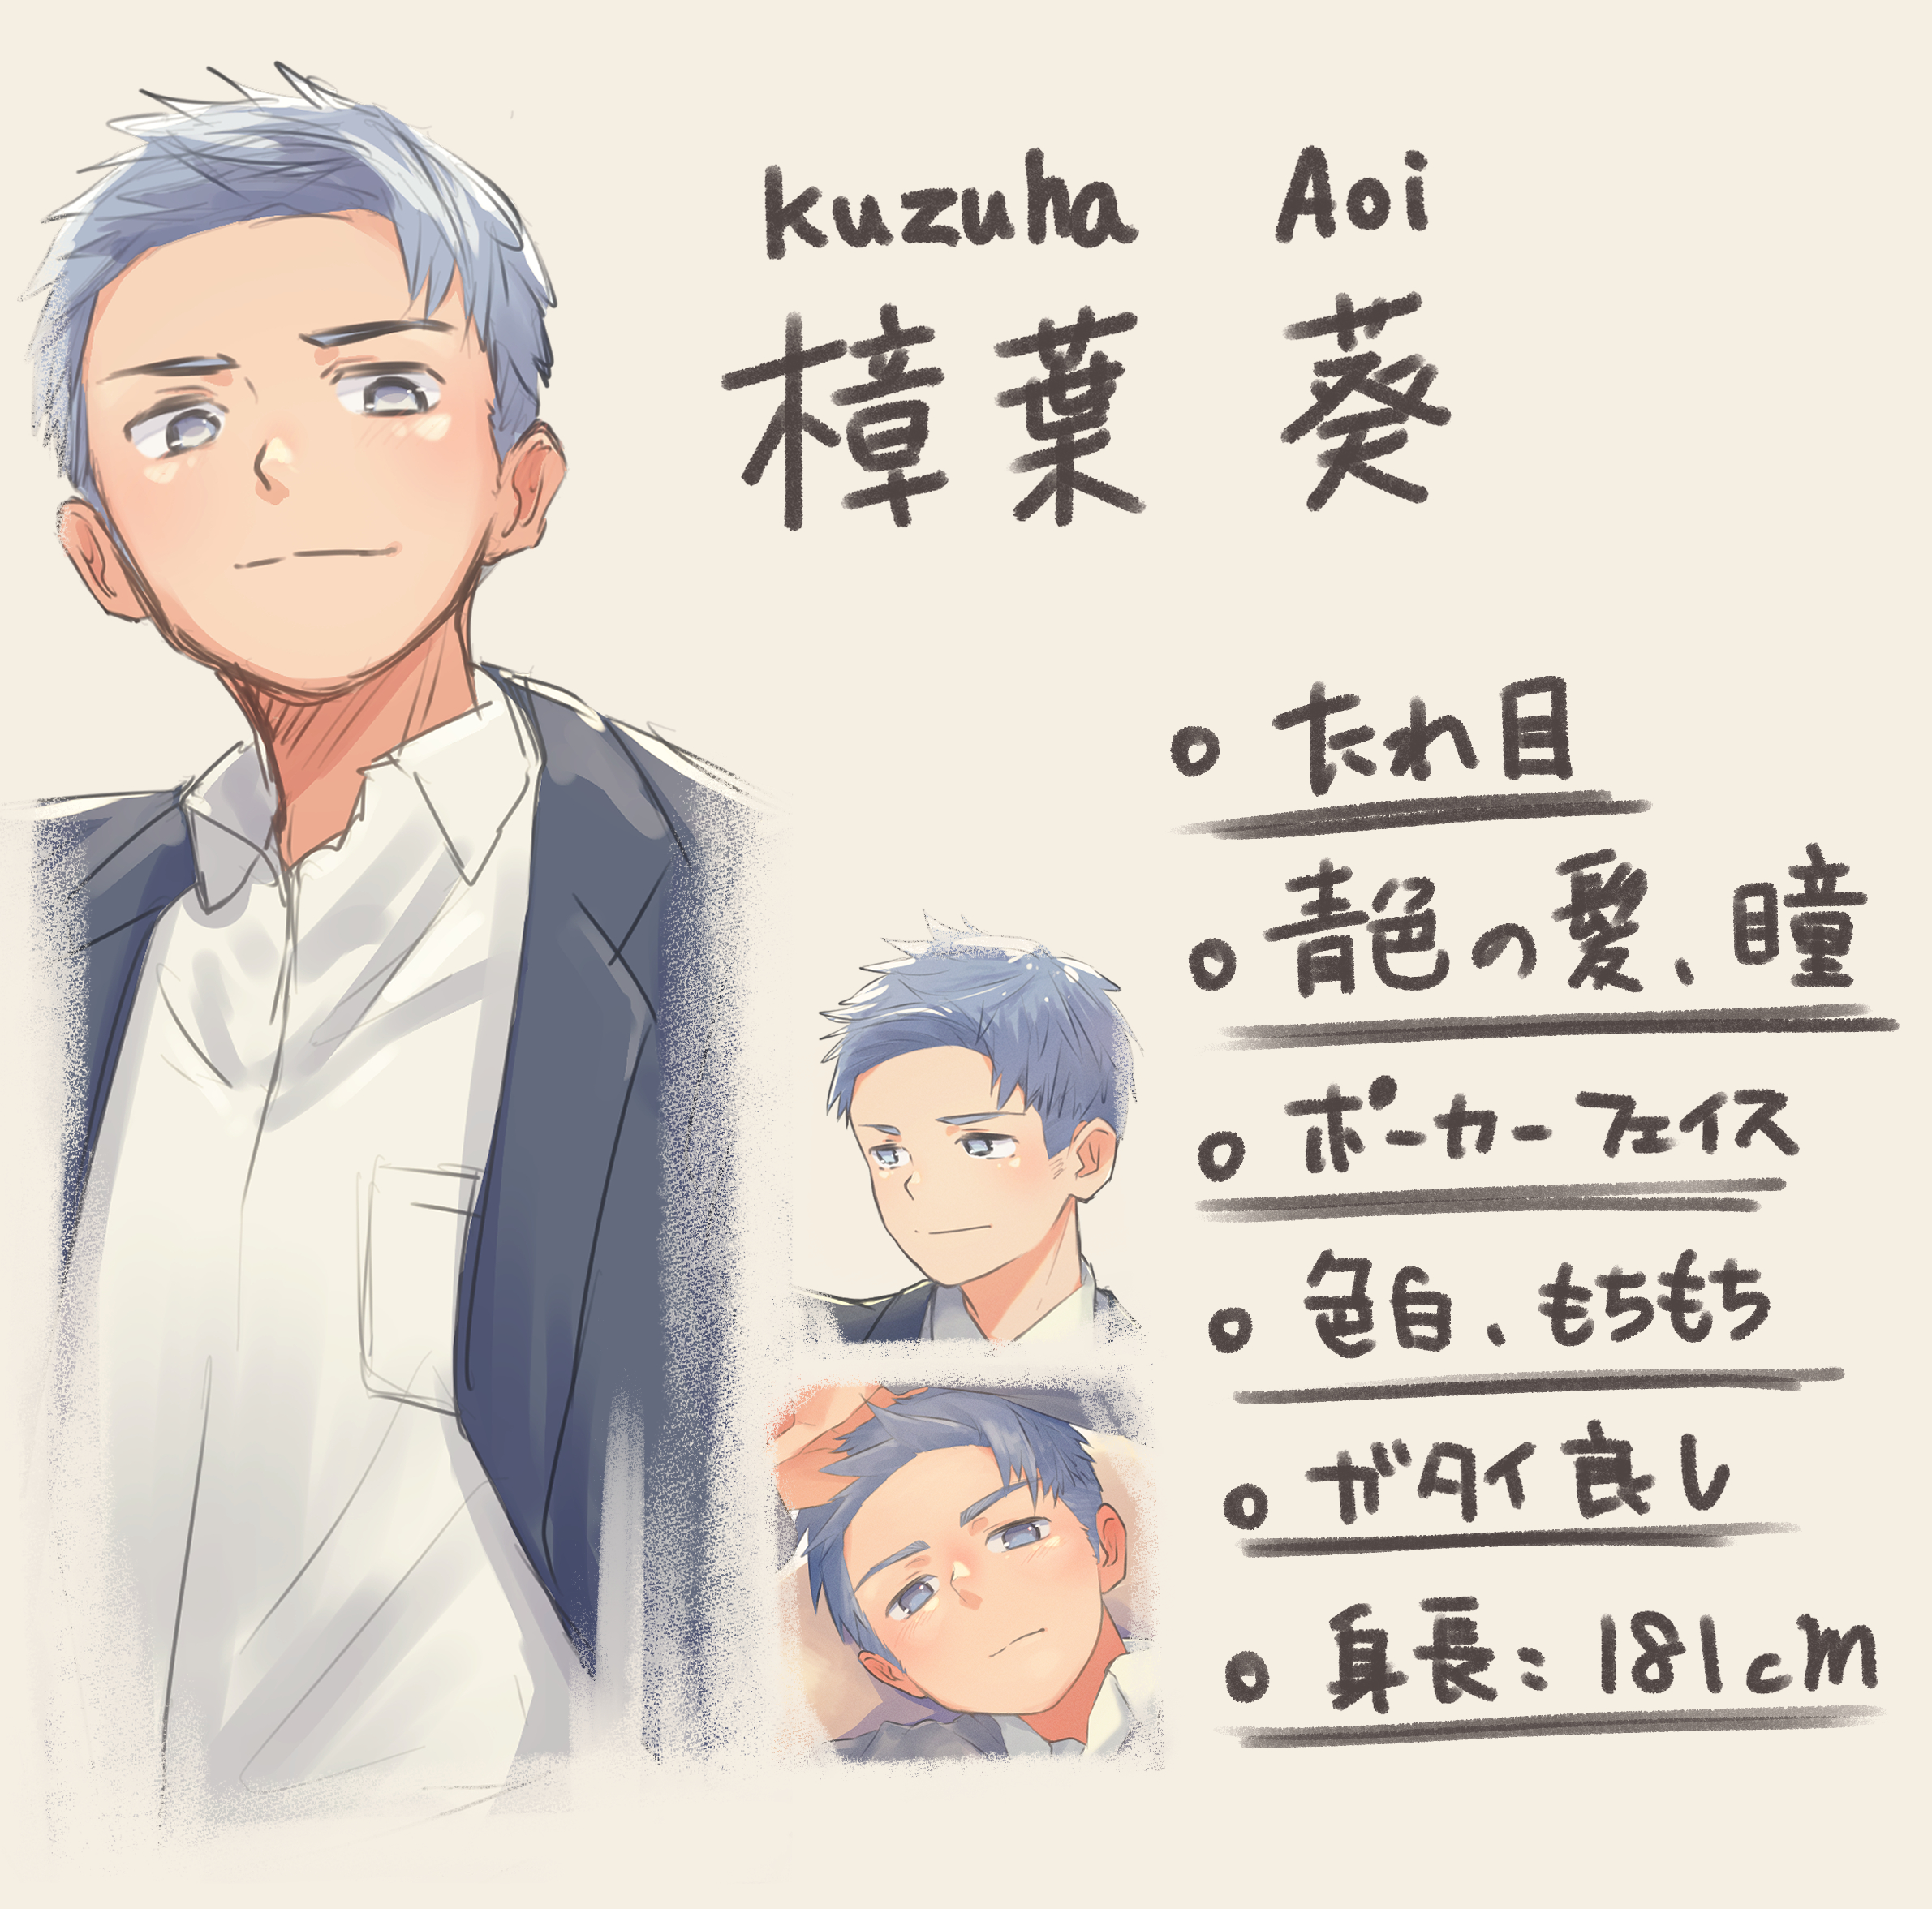 kuzuha Aoi
樟葉 葵
○ たれ目
○ 青色の髪、瞳
○ ポーカーフェイス
○ 色白、もちもち
○ ガタイ良し
○ 身長：181cm